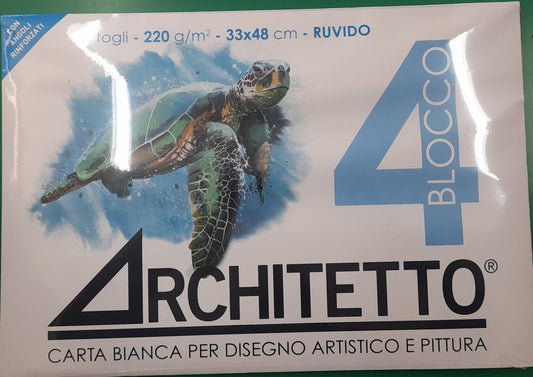 CON
ANGOLI
RINFORZATI
fogli - 220 g/m² - 33x48 cm - RUVIDO
4
BLOCCO
ARCHITETTO®
CARTA BIANCA PER DISEGNO ARTISTICO E PITTURA